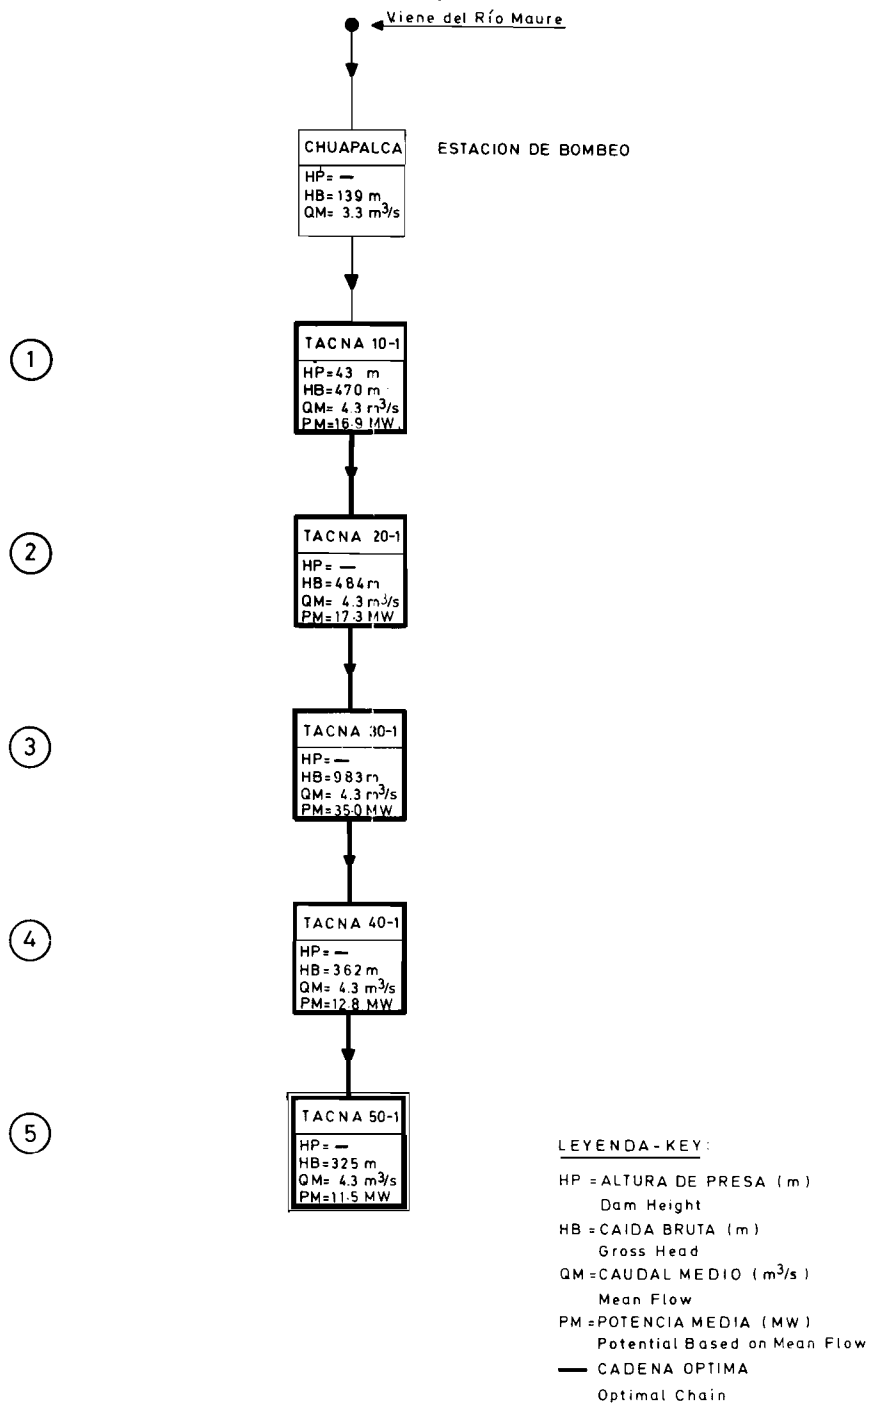 Viene del Río Maure
CHUAPALCA
ESTACION DE BOMBEO
HP= —
HB=139 m
QM= 3.3 m³/s
1
TACNA 10-1
HP=43 m
HB=470 m
QM= 4.3 m³/s
PM=16.9 MW
2
TACNA 20-1
HP= —
HB=484 m
QM= 4.3 m³/s
PM=17.3 MW
3
TACNA 30-1
HP= —
HB=983 m
QM= 4.3 m³/s
PM=35.0 MW
4
TACNA 40-1
HP= —
HB=362 m
QM= 4.3 m³/s
PM=12.8 MW
5
TACNA 50-1
HP= —
HB=325 m
QM= 4.3 m³/s
PM=11.5 MW
LEYENDA-KEY:
HP =ALTURA DE PRESA (m)
Dam Height
HB =CAIDA BRUTA (m)
Gross Head
QM =CAUDAL MEDIO (m³/s)
Mean Flow
PM =POTENCIA MEDIA (MW)
Potential Based on Mean Flow
— CADENA OPTIMA
Optimal Chain